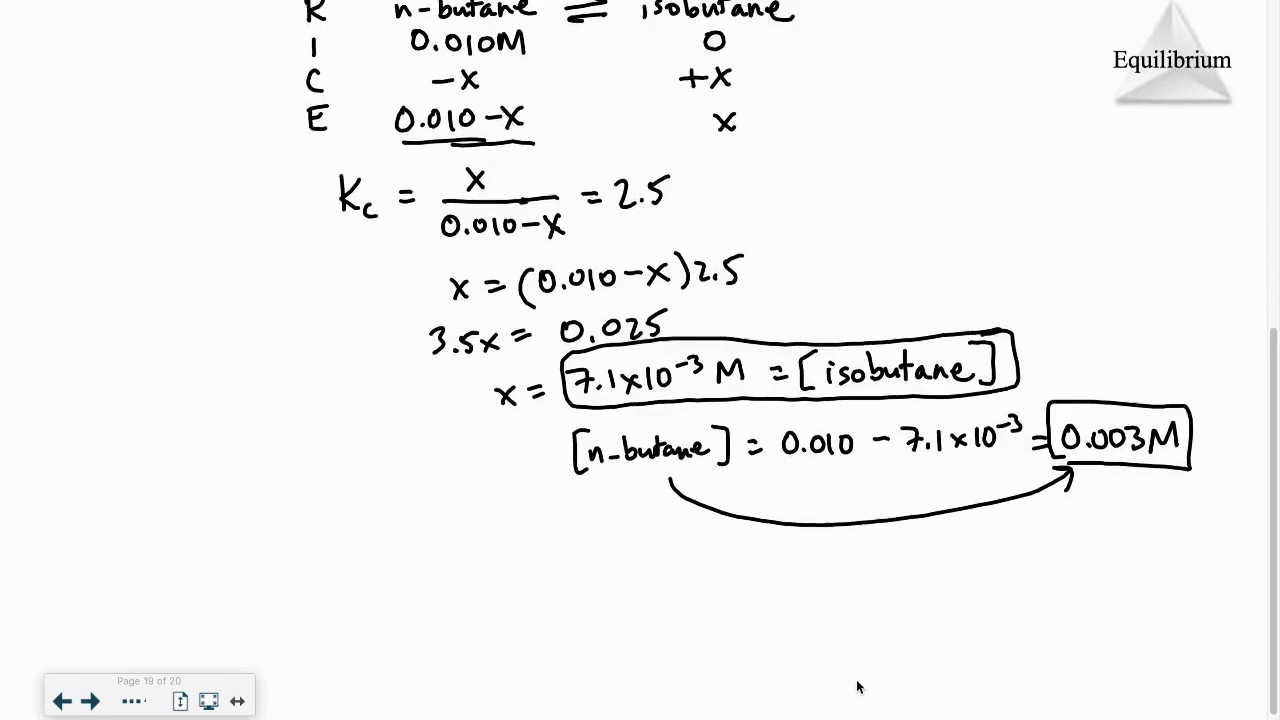 R n-butane ⇌ isobutane
Equilibrium
I 0.010M 0
C -x +x
E 0.010-x x
Kc = x / 0.010-x = 2.5
x = (0.010-x)2.5
3.5x = 0.025
x = 7.1x10⁻³ M = [isobutane]
[n-butane] = 0.010 - 7.1x10⁻³ = 0.003M
Page 19 of 20